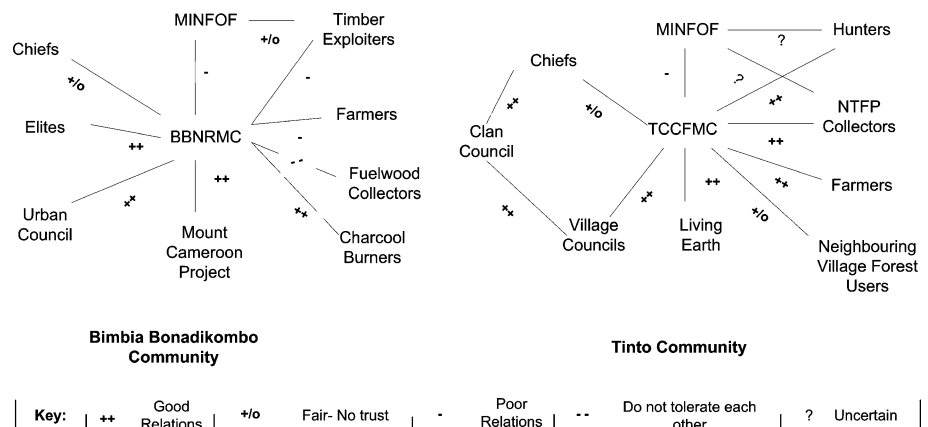 MINFOF
Timber
Exploiters
+/o
Chiefs
+/o
-
-
Elites
++
BBNRMC
Farmers
-
- -
Fuelwood
Collectors
++
++
++
Urban
Council
Mount
Cameroon
Project
Charcool
Burners
Bimbia Bonadikombo
Community
MINFOF
?
Hunters
Chiefs
++
+/o
-
?
++
NTFP
Collectors
Clan
Council
TCCFMC
++
++
Farmers
++
++
++
+/o
Village
Councils
Living
Earth
Neighbouring
Village Forest
Users
Tinto Community
Key:
++
Good
Relations
+/o
Fair- No trust
-
Poor
Relations
- -
Do not tolerate each
other
?
Uncertain